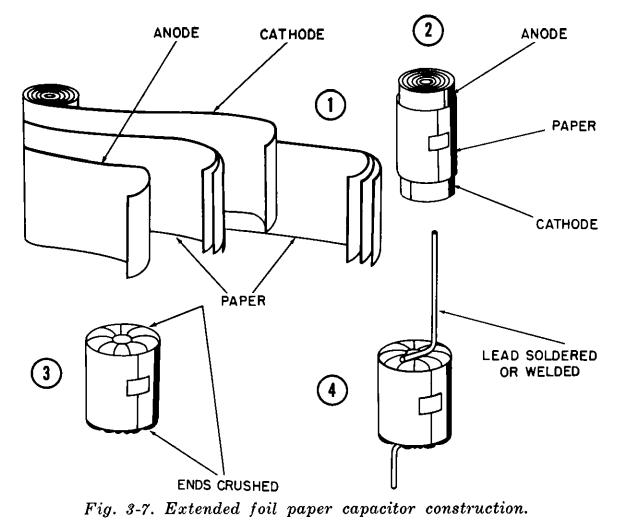 ANODE
CATHODE
1
PAPER
2
ANODE
PAPER
CATHODE
3
ENDS CRUSHED
4
LEAD SOLDERED
OR WELDED
Fig. 3-7. Extended foil paper capacitor construction.